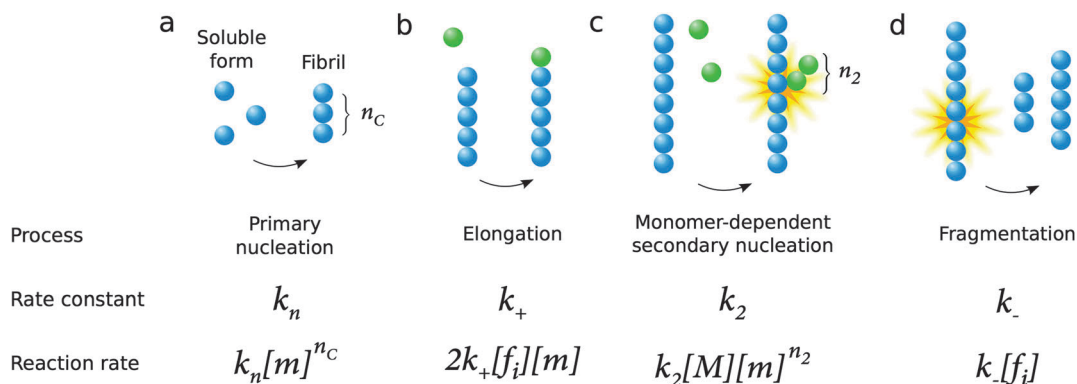 a
Soluble
form
Fibril
n_C
b
c
n_2
d
Process
Primary
nucleation
Elongation
Monomer-dependent
secondary nucleation
Fragmentation
Rate constant
k_n
k_+
k_2
k_-
Reaction rate
k_n[m]^{n_C}
2k_+[f_i][m]
k_2[M][m]^{n_2}
k_-[f_i]